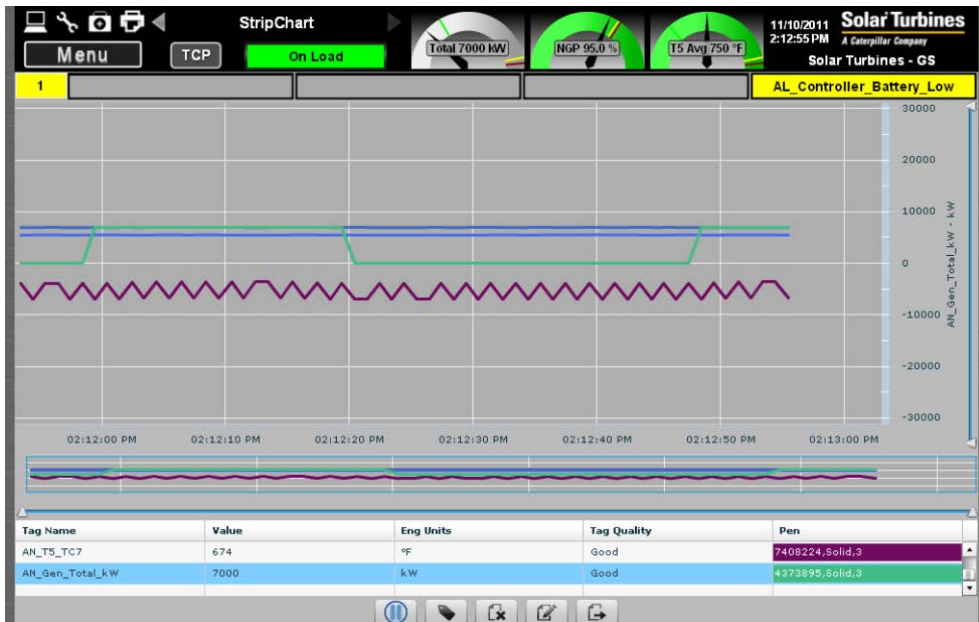 StripChart
11/10/2011
Solar Turbines
2:12:55 PM
A Caterpillar Company
Menu
TCP
On Load
Total 7000 kW
NGP 95.0 %
T5 Avg 750 °F
Solar Turbines - GS
1
AL_Controller_Battery_Low
30000
20000
10000
0
-10000
-20000
-30000
AN_Gen_Total_kW - kW
02:12:00 PM 02:12:10 PM 02:12:20 PM 02:12:30 PM 02:12:40 PM 02:12:50 PM 02:13:00 PM
Tag Name Value Eng Units Tag Quality Pen
AN_T5_TC7 674 °F Good 7408224,Solid,3
AN_Gen_Total_kW 7000 kW Good 4373895,Solid,3